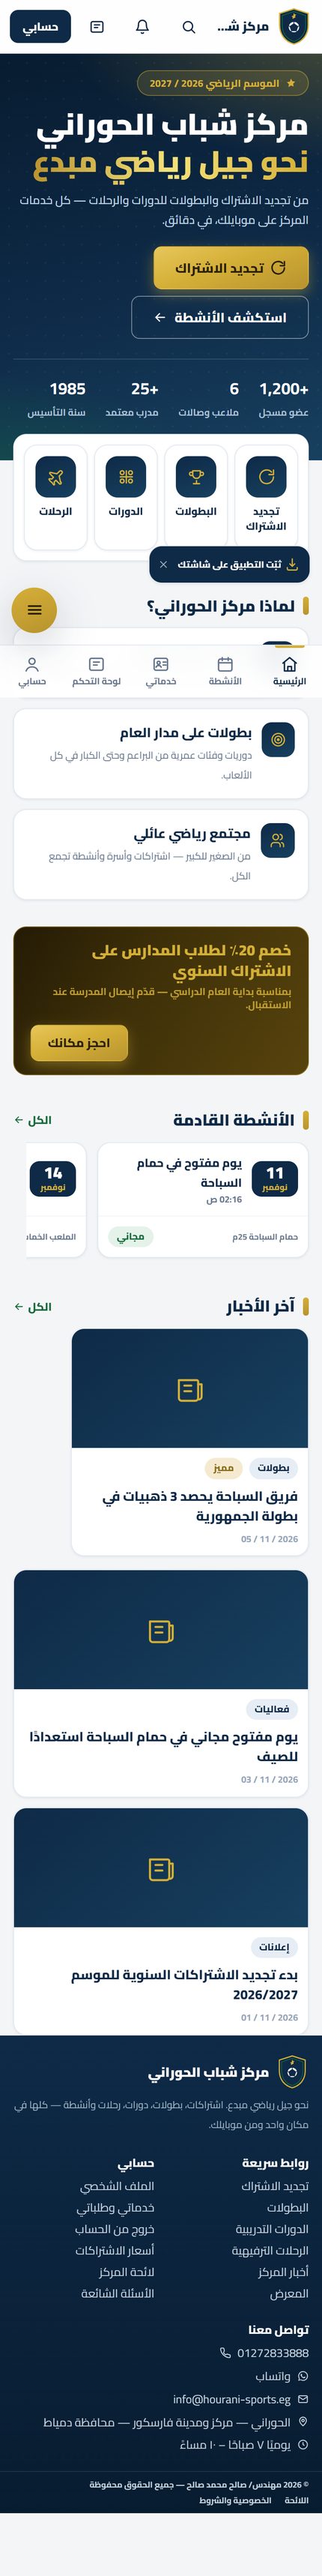 مركز شـ...
حسابي
الموسم الرياضي 2026 / 2027
مركز شباب الحوراني
نحو جيل رياضي مبدع
من تجديد الاشتراك والبطولات للدورات والرحلات — كل خدمات
المركز على موبايلك، في دقائق.
تجديد الاشتراك
استكشف الأنشطة
+1,200
عضو مسجل
6
ملاعب وصالات
+25
مدرب معتمد
1985
سنة التأسيس
تجديد
الاشتراك
البطولات
الدورات
الرحلات
ثبّت التطبيق على شاشتك
لماذا مركز الحوراني؟
الرئيسية
الأنشطة
خدماتي
لوحة التحكم
حسابي
بطولات على مدار العام
دوريات وفئات عمرية من البراعم وحتى الكبار في كل
الألعاب.
مجتمع رياضي عائلي
من الصغير للكبير — اشتراكات وأسرة وأنشطة تجمع
الكل.
خصم 20٪ لطلاب المدارس على
الاشتراك السنوي
بمناسبة بداية العام الدراسي — قدّم إيصال المدرسة عند
الاستقبال.
احجز مكانك
الأنشطة القادمة
الكل
11
نوفمبر
يوم مفتوح في حمام
السباحة
02:16 ص
حمام السباحة 25م
مجاني
14
نوفمبر
آخر الأخبار
الكل
بطولات
مميز
فريق السباحة يحصد 3 ذهبيات في
بطولة الجمهورية
05 / 11 / 2026
فعاليات
يوم مفتوح مجاني في حمام السباحة استعدادًا
للصيف
03 / 11 / 2026
إعلانات
بدء تجديد الاشتراكات السنوية للموسم
2026/2027
01 / 11 / 2026
مركز شباب الحوراني
نحو جيل رياضي مبدع. اشتراكات، بطولات، دورات، رحلات وأنشطة — كلها في
مكان واحد ومن موبايلك.
روابط سريعة
تجديد الاشتراك
البطولات
الدورات التدريبية
الرحلات الترفيهية
أخبار المركز
المعرض
حسابي
الملف الشخصي
خدماتي وطلباتي
خروج من الحساب
أسعار الاشتراكات
لائحة المركز
الأسئلة الشائعة
تواصل معنا
01272833888
واتساب
info@hourani-sports.eg
الحوراني — مركز ومدينة فارسكور — محافظة دمياط
يوميًا ٧ صباحًا – ١٠ مساءً
© 2026 مهندس/ صالح محمد صالح — جميع الحقوق محفوظة
اللائحة
الخصوصية والشروط